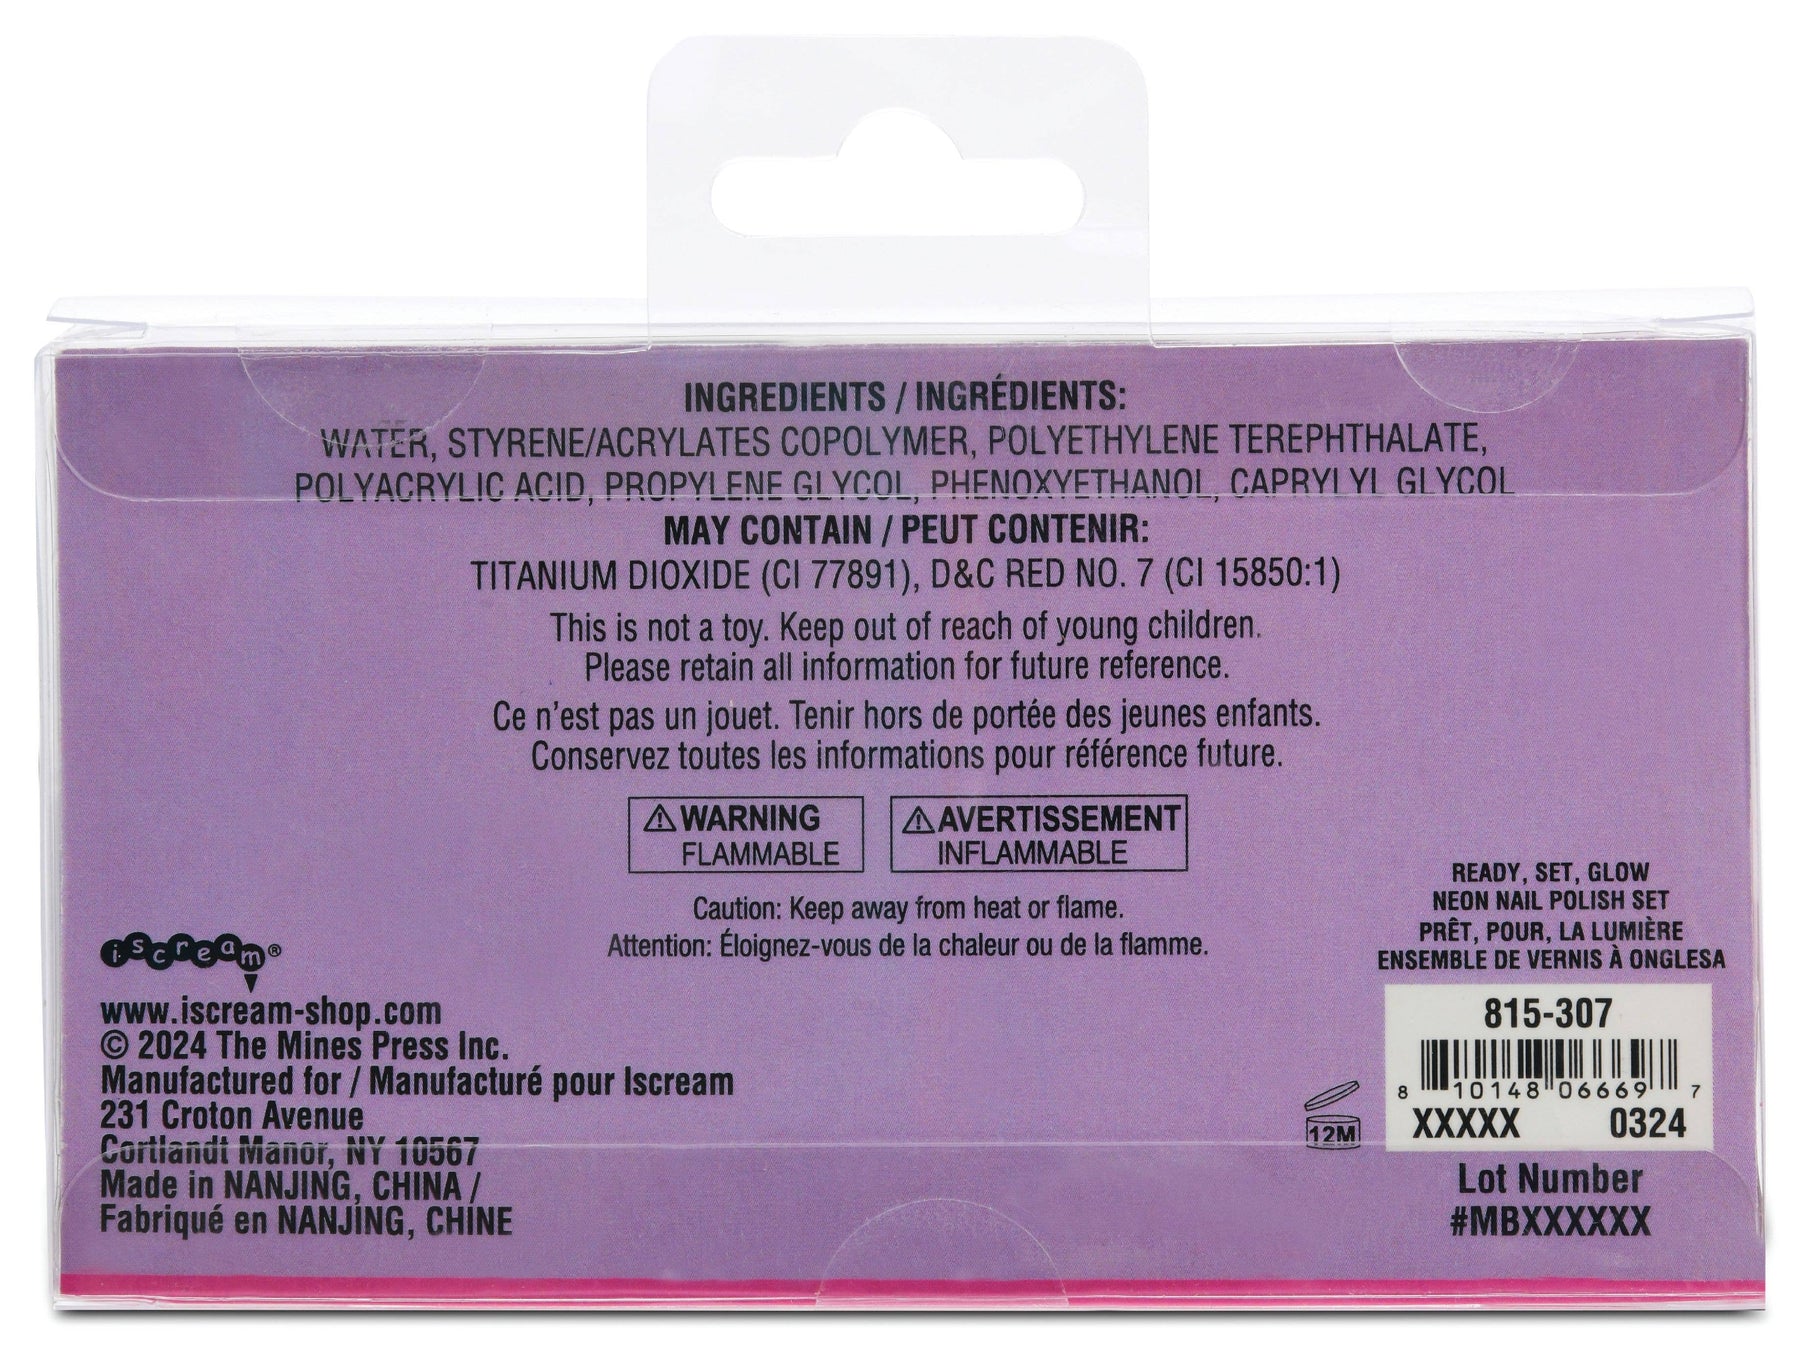 INGREDIENTS / INGRÉDIENTS:
WATER, STYRENE/ACRYLATES COPOLYMER, POLYETHYLENE TEREPHTHALATE,
POLYACRYLIC ACID, PROPYLENE GLYCOL, PHENOXYETHANOL, CAPRYLYL GLYCOL
MAY CONTAIN / PEUT CONTENIR:
TITANIUM DIOXIDE (CI 77891), D&C RED NO. 7 (CI 15850:1)
This is not a toy. Keep out of reach of young children.
Please retain all information for future reference.
Ce n'est pas un jouet. Tenir hors de portée des jeunes enfants.
Conservez toutes les informations pour référence future.
⚠ WARNING
FLAMMABLE
⚠ AVERTISSEMENT
INFLAMMABLE
Caution: Keep away from heat or flame.
Attention: Éloignez-vous de la chaleur ou de la flamme.
iscream®
www.iscream-shop.com
© 2024 The Mines Press Inc.
Manufactured for / Manufacturé pour Iscream
231 Croton Avenue
Cortlandt Manor, NY 10567
Made in NANJING, CHINA /
Fabriqué en NANJING, CHINE
READY, SET, GLOW
NEON NAIL POLISH SET
PRÊT, POUR, LA LUMIÈRE
ENSEMBLE DE VERNIS À ONGLESA
815-307
8 10148 06669 7
XXXXX 0324
12M
Lot Number
#MBXXXXXX